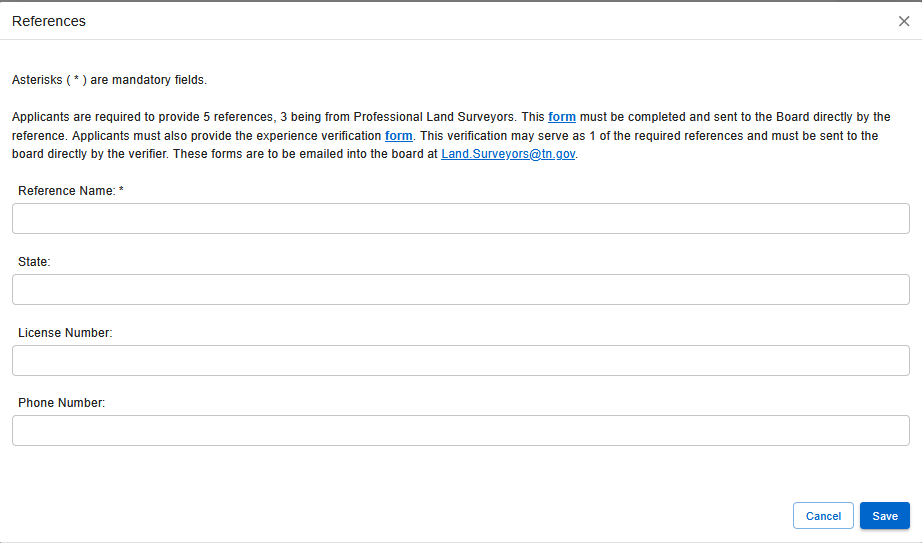 References
Asterisks ( * ) are mandatory fields.
Applicants are required to provide 5 references, 3 being from Professional Land Surveyors. This form must be completed and sent to the Board directly by the
reference. Applicants must also provide the experience verification form. This verification may serve as 1 of the required references and must be sent to the
board directly by the verifier. These forms are to be emailed into the board at Land.Surveyors@tn.gov.
Reference Name: *
State:
License Number:
Phone Number:
Cancel Save